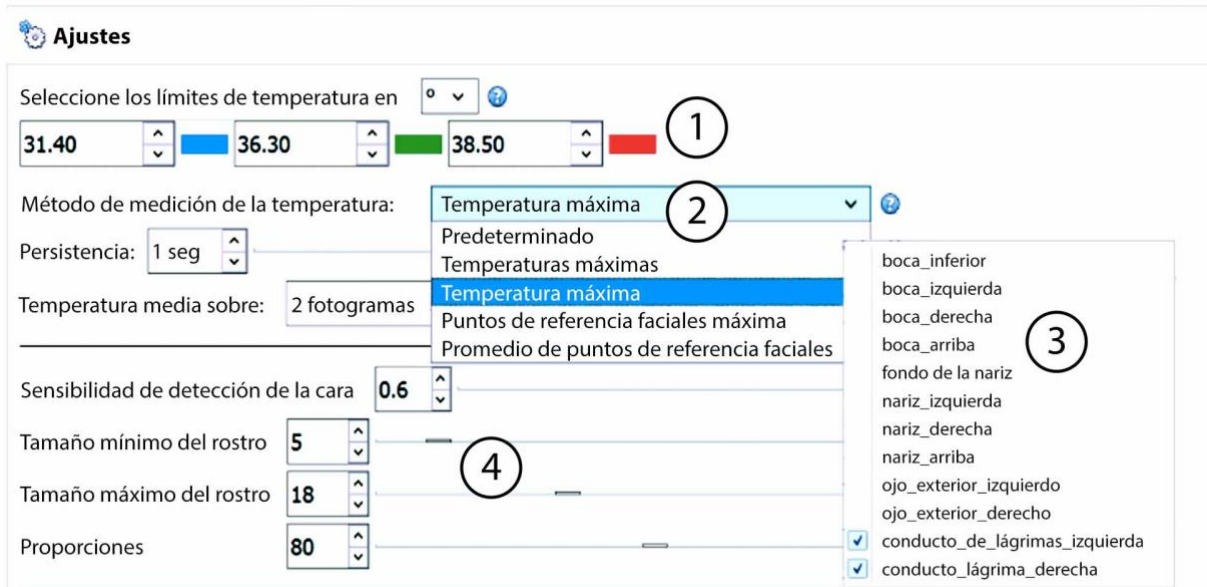 Ajustes
Seleccione los límites de temperatura en º
31.40 36.30 38.50 1
Método de medición de la temperatura: Temperatura máxima 2
Predeterminado
Temperaturas máximas
Temperatura máxima
Puntos de referencia faciales máxima
Promedio de puntos de referencia faciales
Persistencia: 1 seg
Temperatura media sobre: 2 fotogramas
boca_inferior
boca_izquierda
boca_derecha
boca_arriba
fondo de la nariz
nariz_izquierda
nariz_derecha
nariz_arriba
ojo_exterior_izquierdo
ojo_exterior_derecho
conducto_de_lágrimas_izquierda
conducto_lágrima_derecha
3
Sensibilidad de detección de la cara 0.6
Tamaño mínimo del rostro 5
4
Tamaño máximo del rostro 18
Proporciones 80